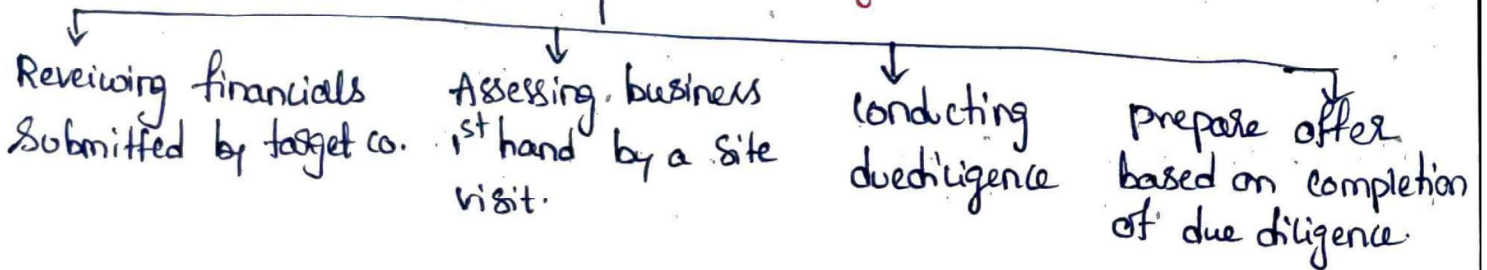 Reveiwing financials
Submitted by target co.
Assessing business
1st hand by a site
visit.
Conducting
duediligence
prepare offer
based on completion
of due diligence.